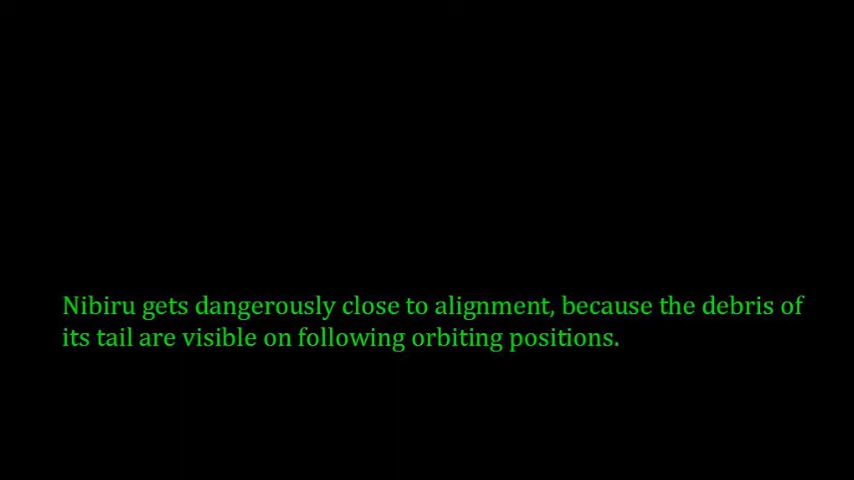 Nibiru gets dangerously close to alignment, because the debris of
its tail are visible on following orbiting positions.